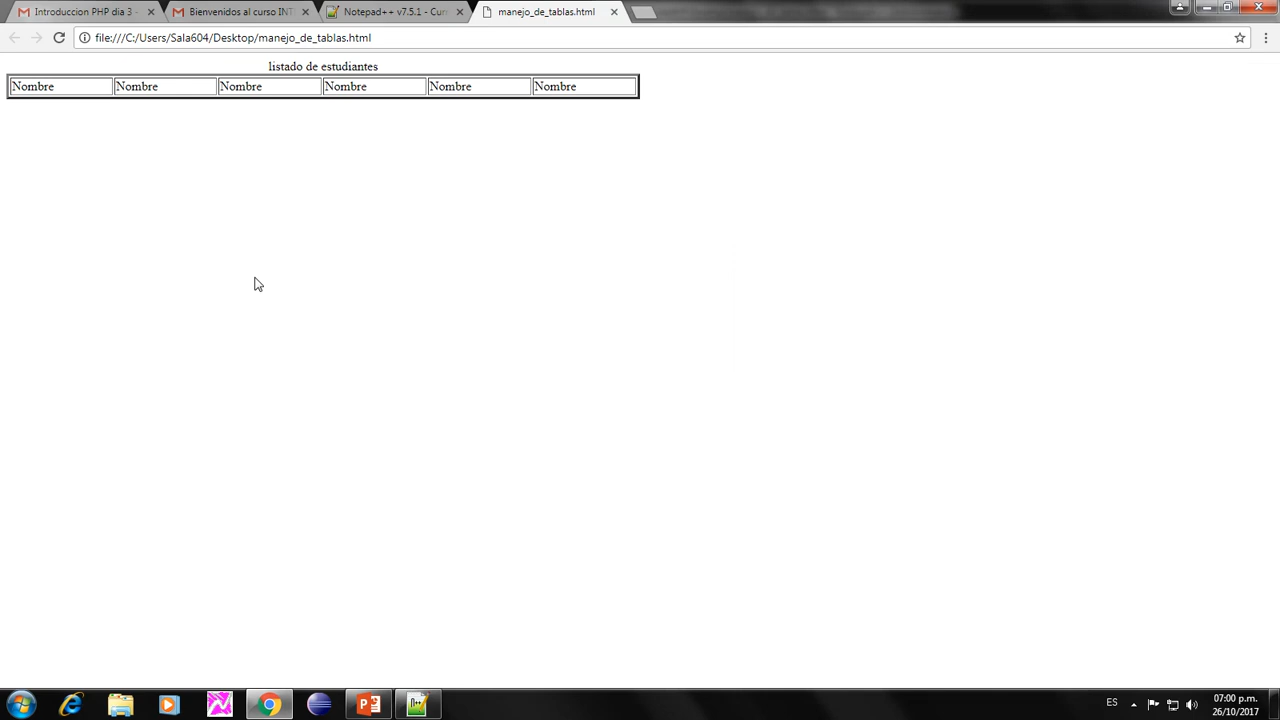 Introduccion PHP dia 3 -
Bienvenidos al curso INT
Notepad++ v7.5.1 - Cur
manejo_de_tablas.html
file:///C:/Users/Sala604/Desktop/manejo_de_tablas.html
listado de estudiantes
Nombre Nombre Nombre Nombre Nombre Nombre
ES
07:00 p.m.
26/10/2017